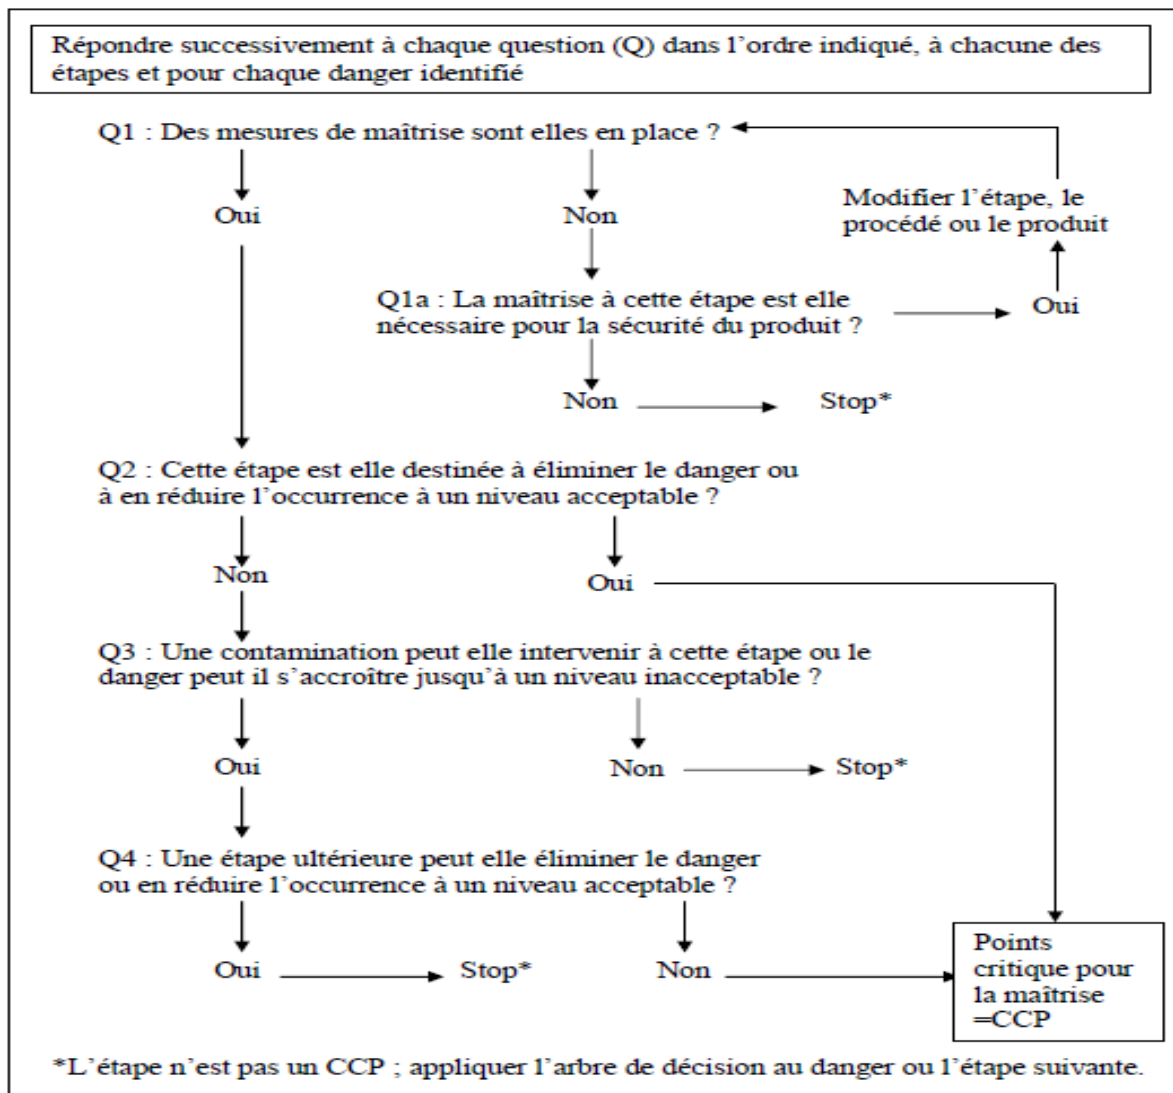 Répondre successivement à chaque question (Q) dans l'ordre indiqué, à chacune des
étapes et pour chaque danger identifié
Q1 : Des mesures de maîtrise sont elles en place ?
Oui
Non
Modifier l'étape, le
procédé ou le produit
Q1a : La maîtrise à cette étape est elle
nécessaire pour la sécurité du produit ?
Oui
Non
Stop*
Q2 : Cette étape est elle destinée à éliminer le danger ou
à en réduire l'occurrence à un niveau acceptable ?
Non
Oui
Q3 : Une contamination peut elle intervenir à cette étape ou le
danger peut il s'accroître jusqu'à un niveau inacceptable ?
Oui
Non
Stop*
Q4 : Une étape ultérieure peut elle éliminer le danger
ou en réduire l'occurrence à un niveau acceptable ?
Oui
Stop*
Non
Points
critique pour
la maîtrise
=CCP
*L'étape n'est pas un CCP ; appliquer l'arbre de décision au danger ou l'étape suivante.